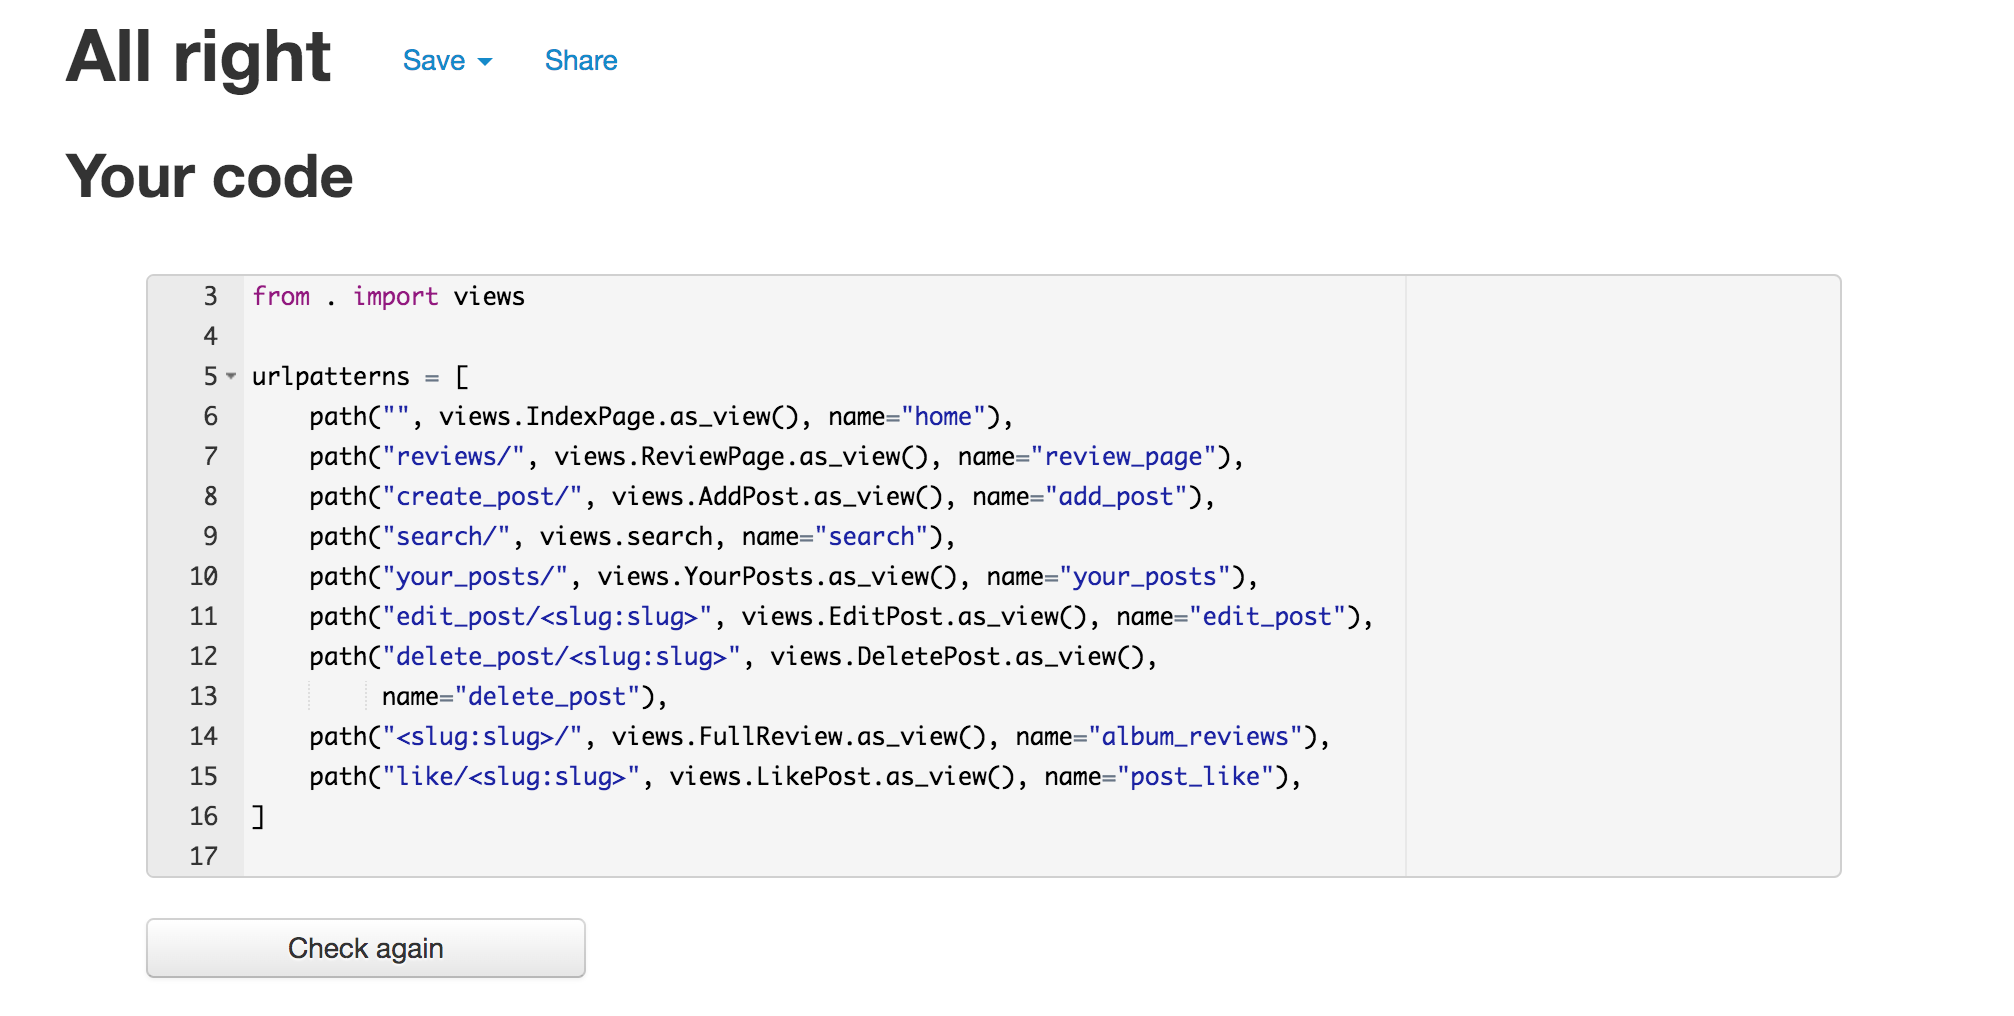 All right Save Share
Your code
3 from . import views
4
5 urlpatterns = [
6     path("", views.IndexPage.as_view(), name="home"),
7     path("reviews/", views.ReviewPage.as_view(), name="review_page"),
8     path("create_post/", views.AddPost.as_view(), name="add_post"),
9     path("search/", views.search, name="search"),
10     path("your_posts/", views.YourPosts.as_view(), name="your_posts"),
11     path("edit_post/<slug:slug>", views.EditPost.as_view(), name="edit_post"),
12     path("delete_post/<slug:slug>", views.DeletePost.as_view(),
13          name="delete_post"),
14     path("<slug:slug>/", views.FullReview.as_view(), name="album_reviews"),
15     path("like/<slug:slug>", views.LikePost.as_view(), name="post_like"),
16 ]
17
Check again